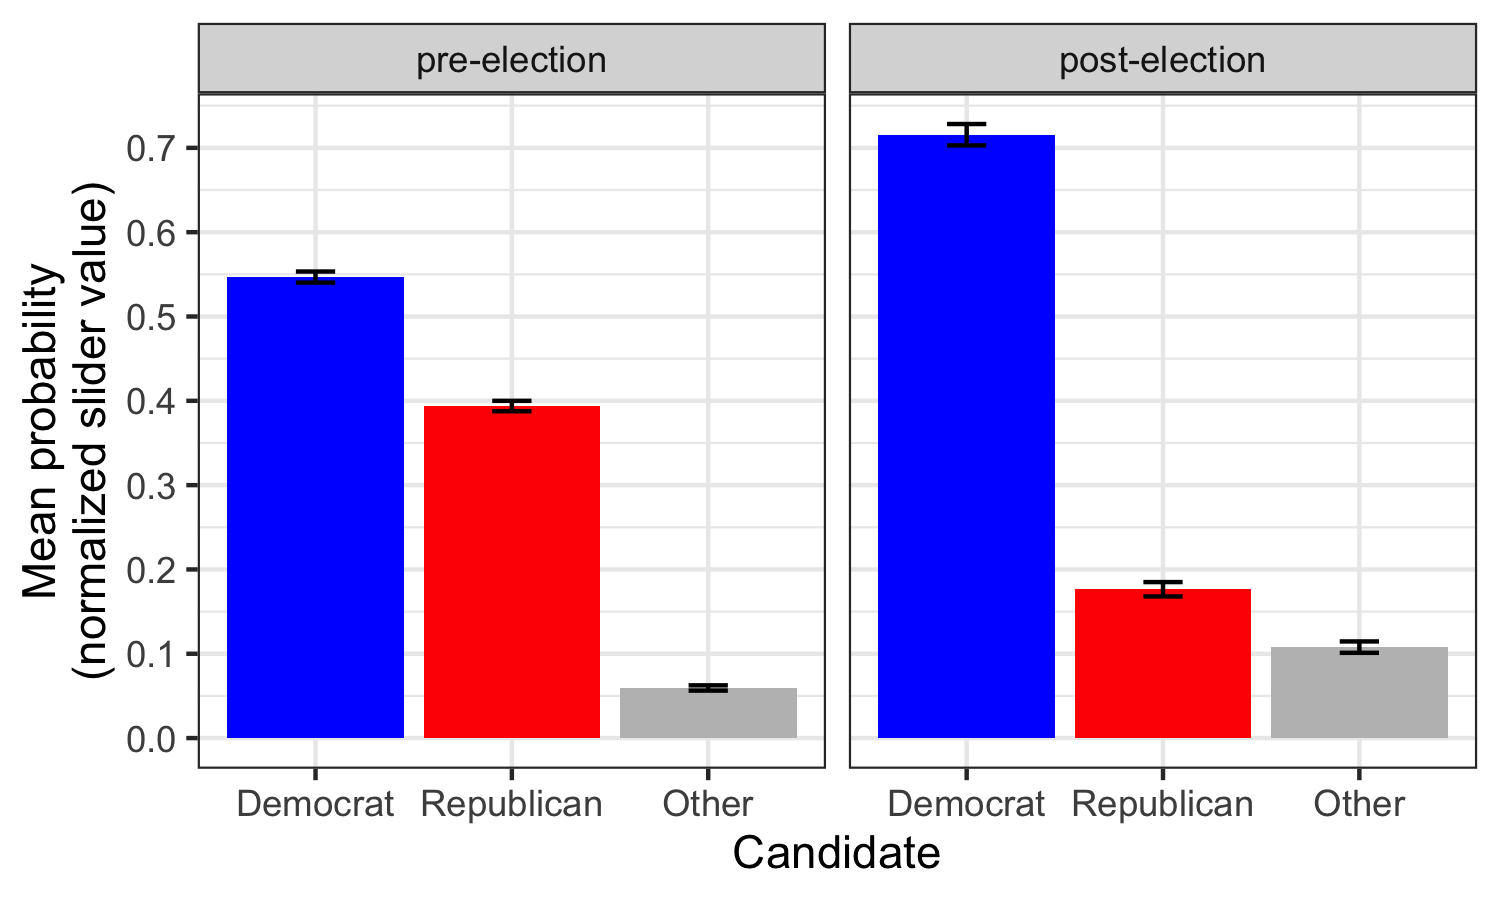 pre-election
post-election
Mean probability
(normalized slider value)
0.7
0.6
0.5
0.4
0.3
0.2
0.1
0.0
Democrat Republican Other
Democrat Republican Other
Candidate